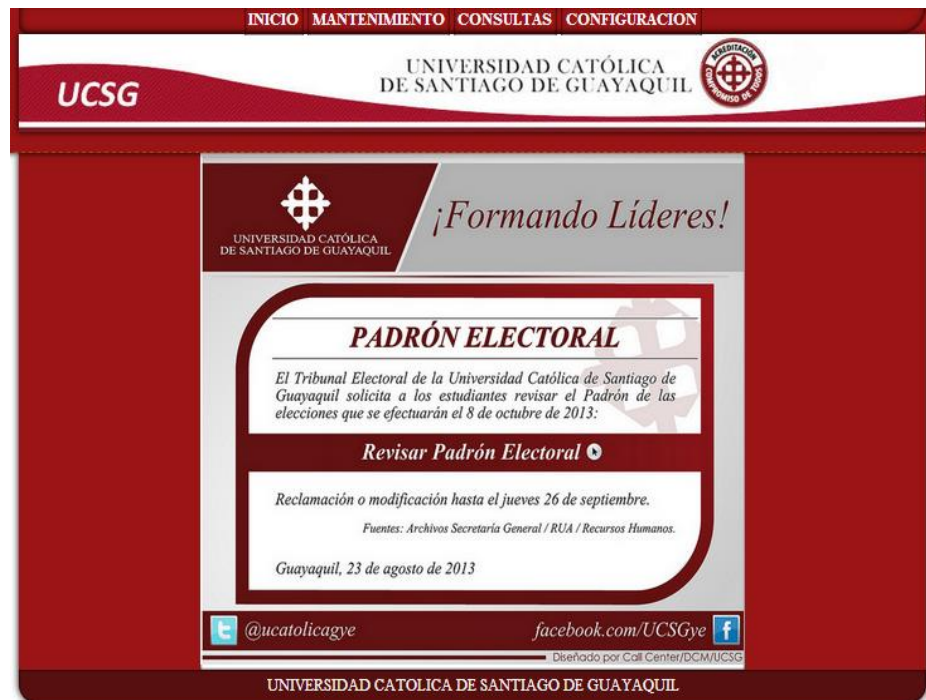 INICIO MANTENIMIENTO CONSULTAS CONFIGURACION
UCSG
UNIVERSIDAD CATÓLICA
DE SANTIAGO DE GUAYAQUIL
ACREDITACIÓN
COMPROMISO DE TODOS
UNIVERSIDAD CATÓLICA
DE SANTIAGO DE GUAYAQUIL
¡Formando Líderes!
PADRÓN ELECTORAL
El Tribunal Electoral de la Universidad Católica de Santiago de
Guayaquil solicita a los estudiantes revisar el Padrón de las
elecciones que se efectuarán el 8 de octubre de 2013:
Revisar Padrón Electoral
Reclamación o modificación hasta el jueves 26 de septiembre.
Fuentes: Archivos Secretaría General / RUA / Recursos Humanos.
Guayaquil, 23 de agosto de 2013
@ucatolicagye
facebook.com/UCSGye
Diseñado por Call Center/DCM/UCSG
UNIVERSIDAD CATOLICA DE SANTIAGO DE GUAYAQUIL